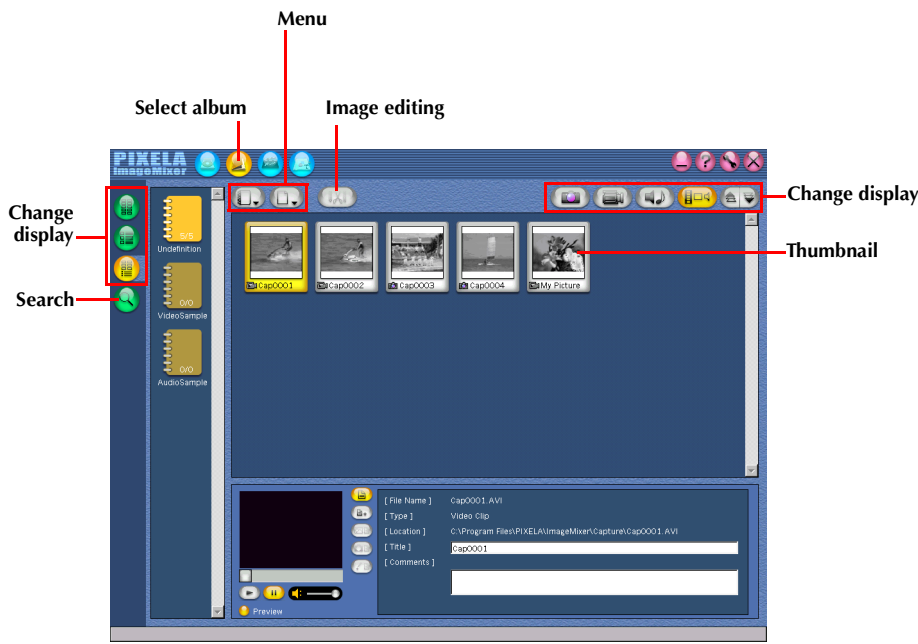 Menu
Select album
Image editing
PIXELA
ImageMixer
Change display
Change
display
Search
Thumbnail
5/5
Undefinition
0/0
VideoSample
0/0
AudioSample
Cap0001
Cap0002
Cap0003
Cap0004
My Picture
[ File Name ] Cap0001.AVI
[ Type ] Video Clip
[ Location ] C:\Program Files\PIXELA\ImageMixer\Capture\Cap0001.AVI
[ Title ] Cap0001
[ Comments ]
Preview